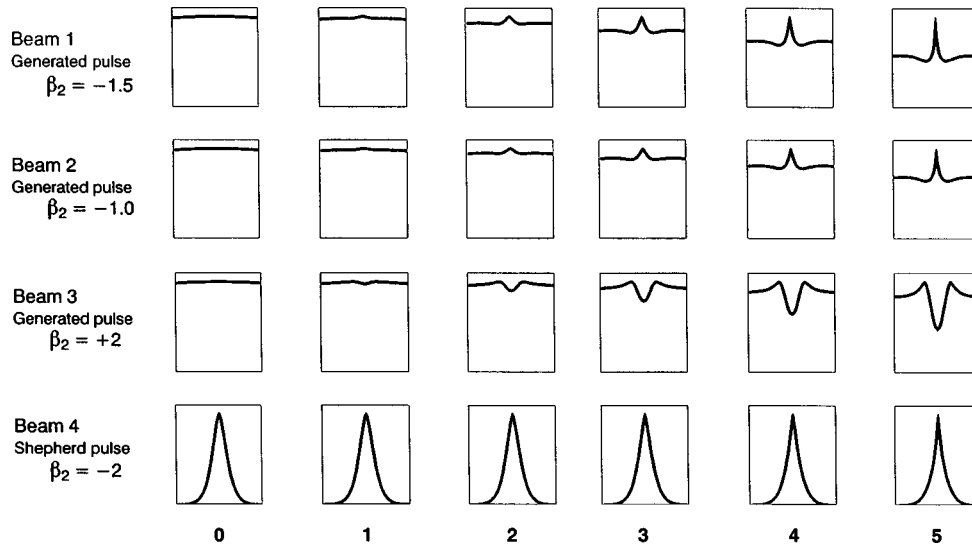 Beam 1
Generated pulse
β₂ = −1.5
Beam 2
Generated pulse
β₂ = −1.0
Beam 3
Generated pulse
β₂ = +2
Beam 4
Shepherd pulse
β₂ = −2
0 1 2 3 4 5